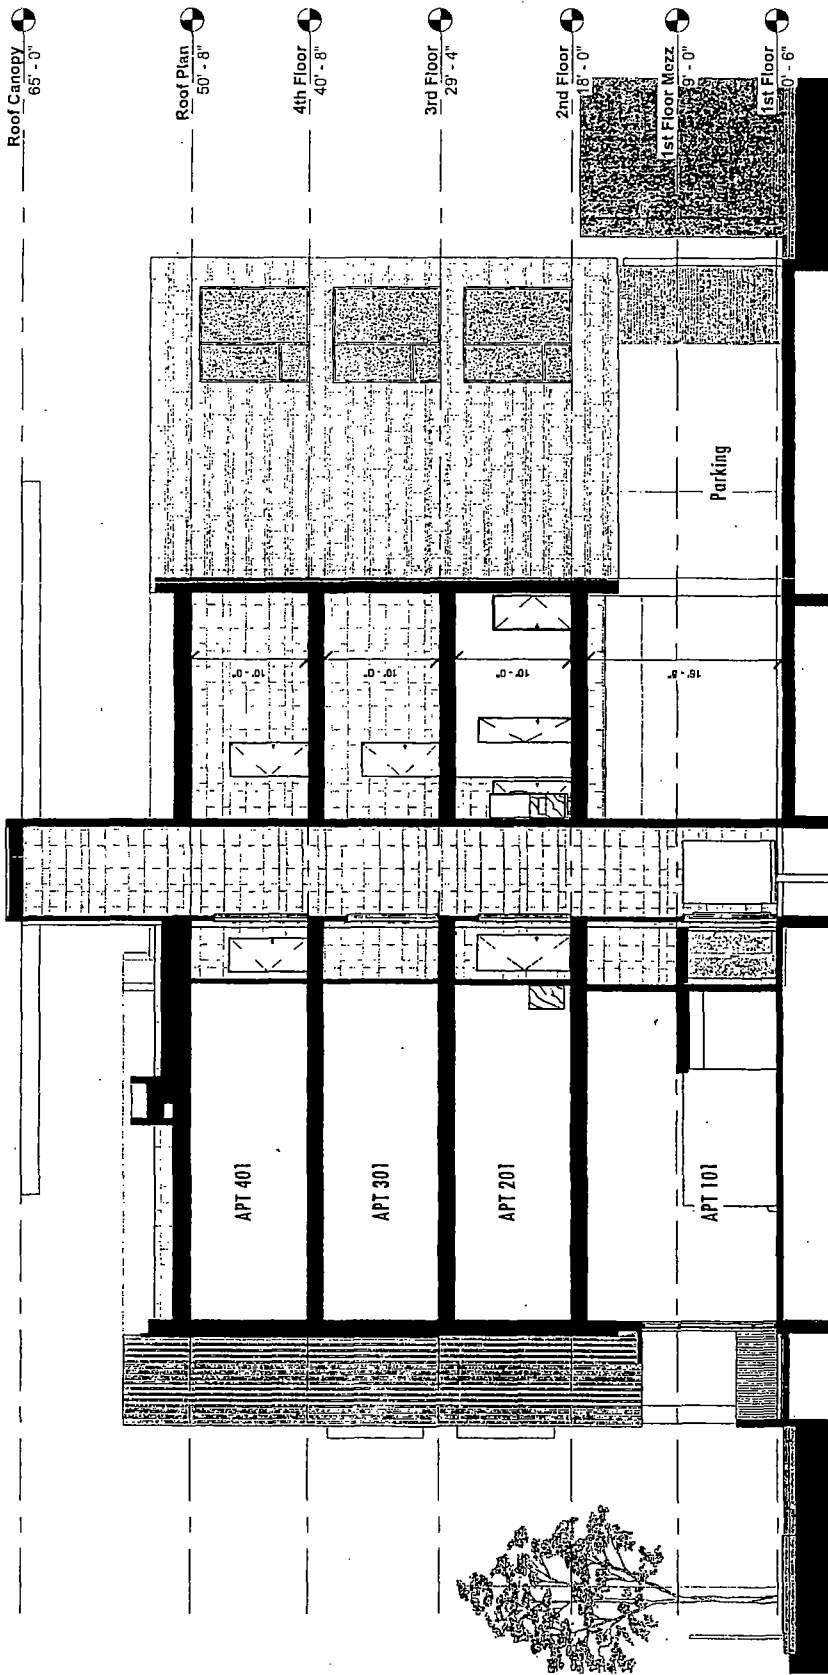 Roof Canopy
65' - 0"
Roof Plan
50' - 8"
4th Floor
40' - 8"
3rd Floor
29' - 4"
2nd Floor
18' - 0"
1st Floor Mezz
9' - 0"
1st Floor
0' - 6"
10' - 0"
10' - 0"
10' - 0"
16' - 8"
Parking
APT 401
APT 301
APT 201
APT 101